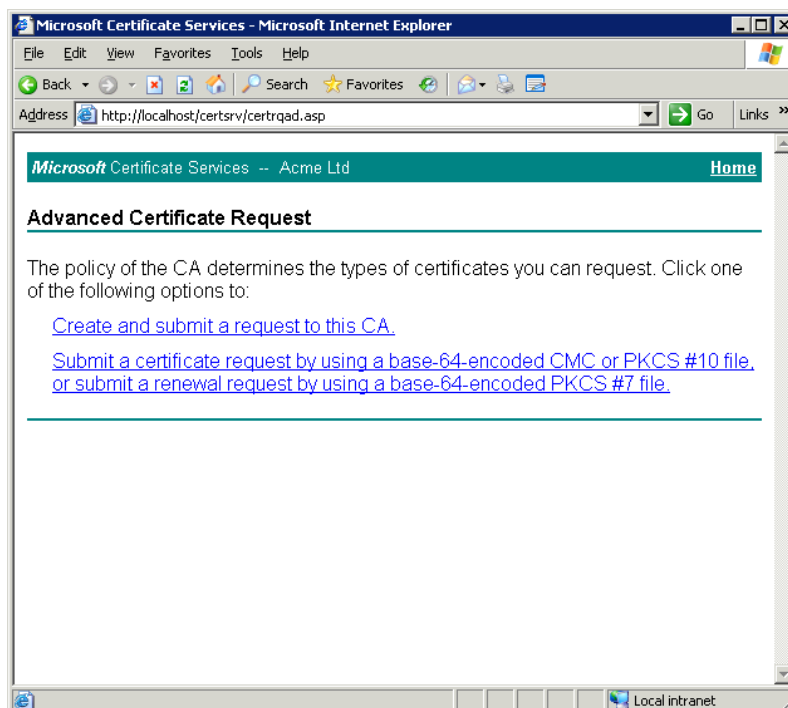 Microsoft Certificate Services - Microsoft Internet Explorer
File Edit View Favorites Tools Help
Back Search Favorites
Address http://localhost/certsrv/certrqad.asp Go Links »
Microsoft Certificate Services -- Acme Ltd Home
Advanced Certificate Request
The policy of the CA determines the types of certificates you can request. Click one
of the following options to:
Create and submit a request to this CA.
Submit a certificate request by using a base-64-encoded CMC or PKCS #10 file,
or submit a renewal request by using a base-64-encoded PKCS #7 file.
Local intranet